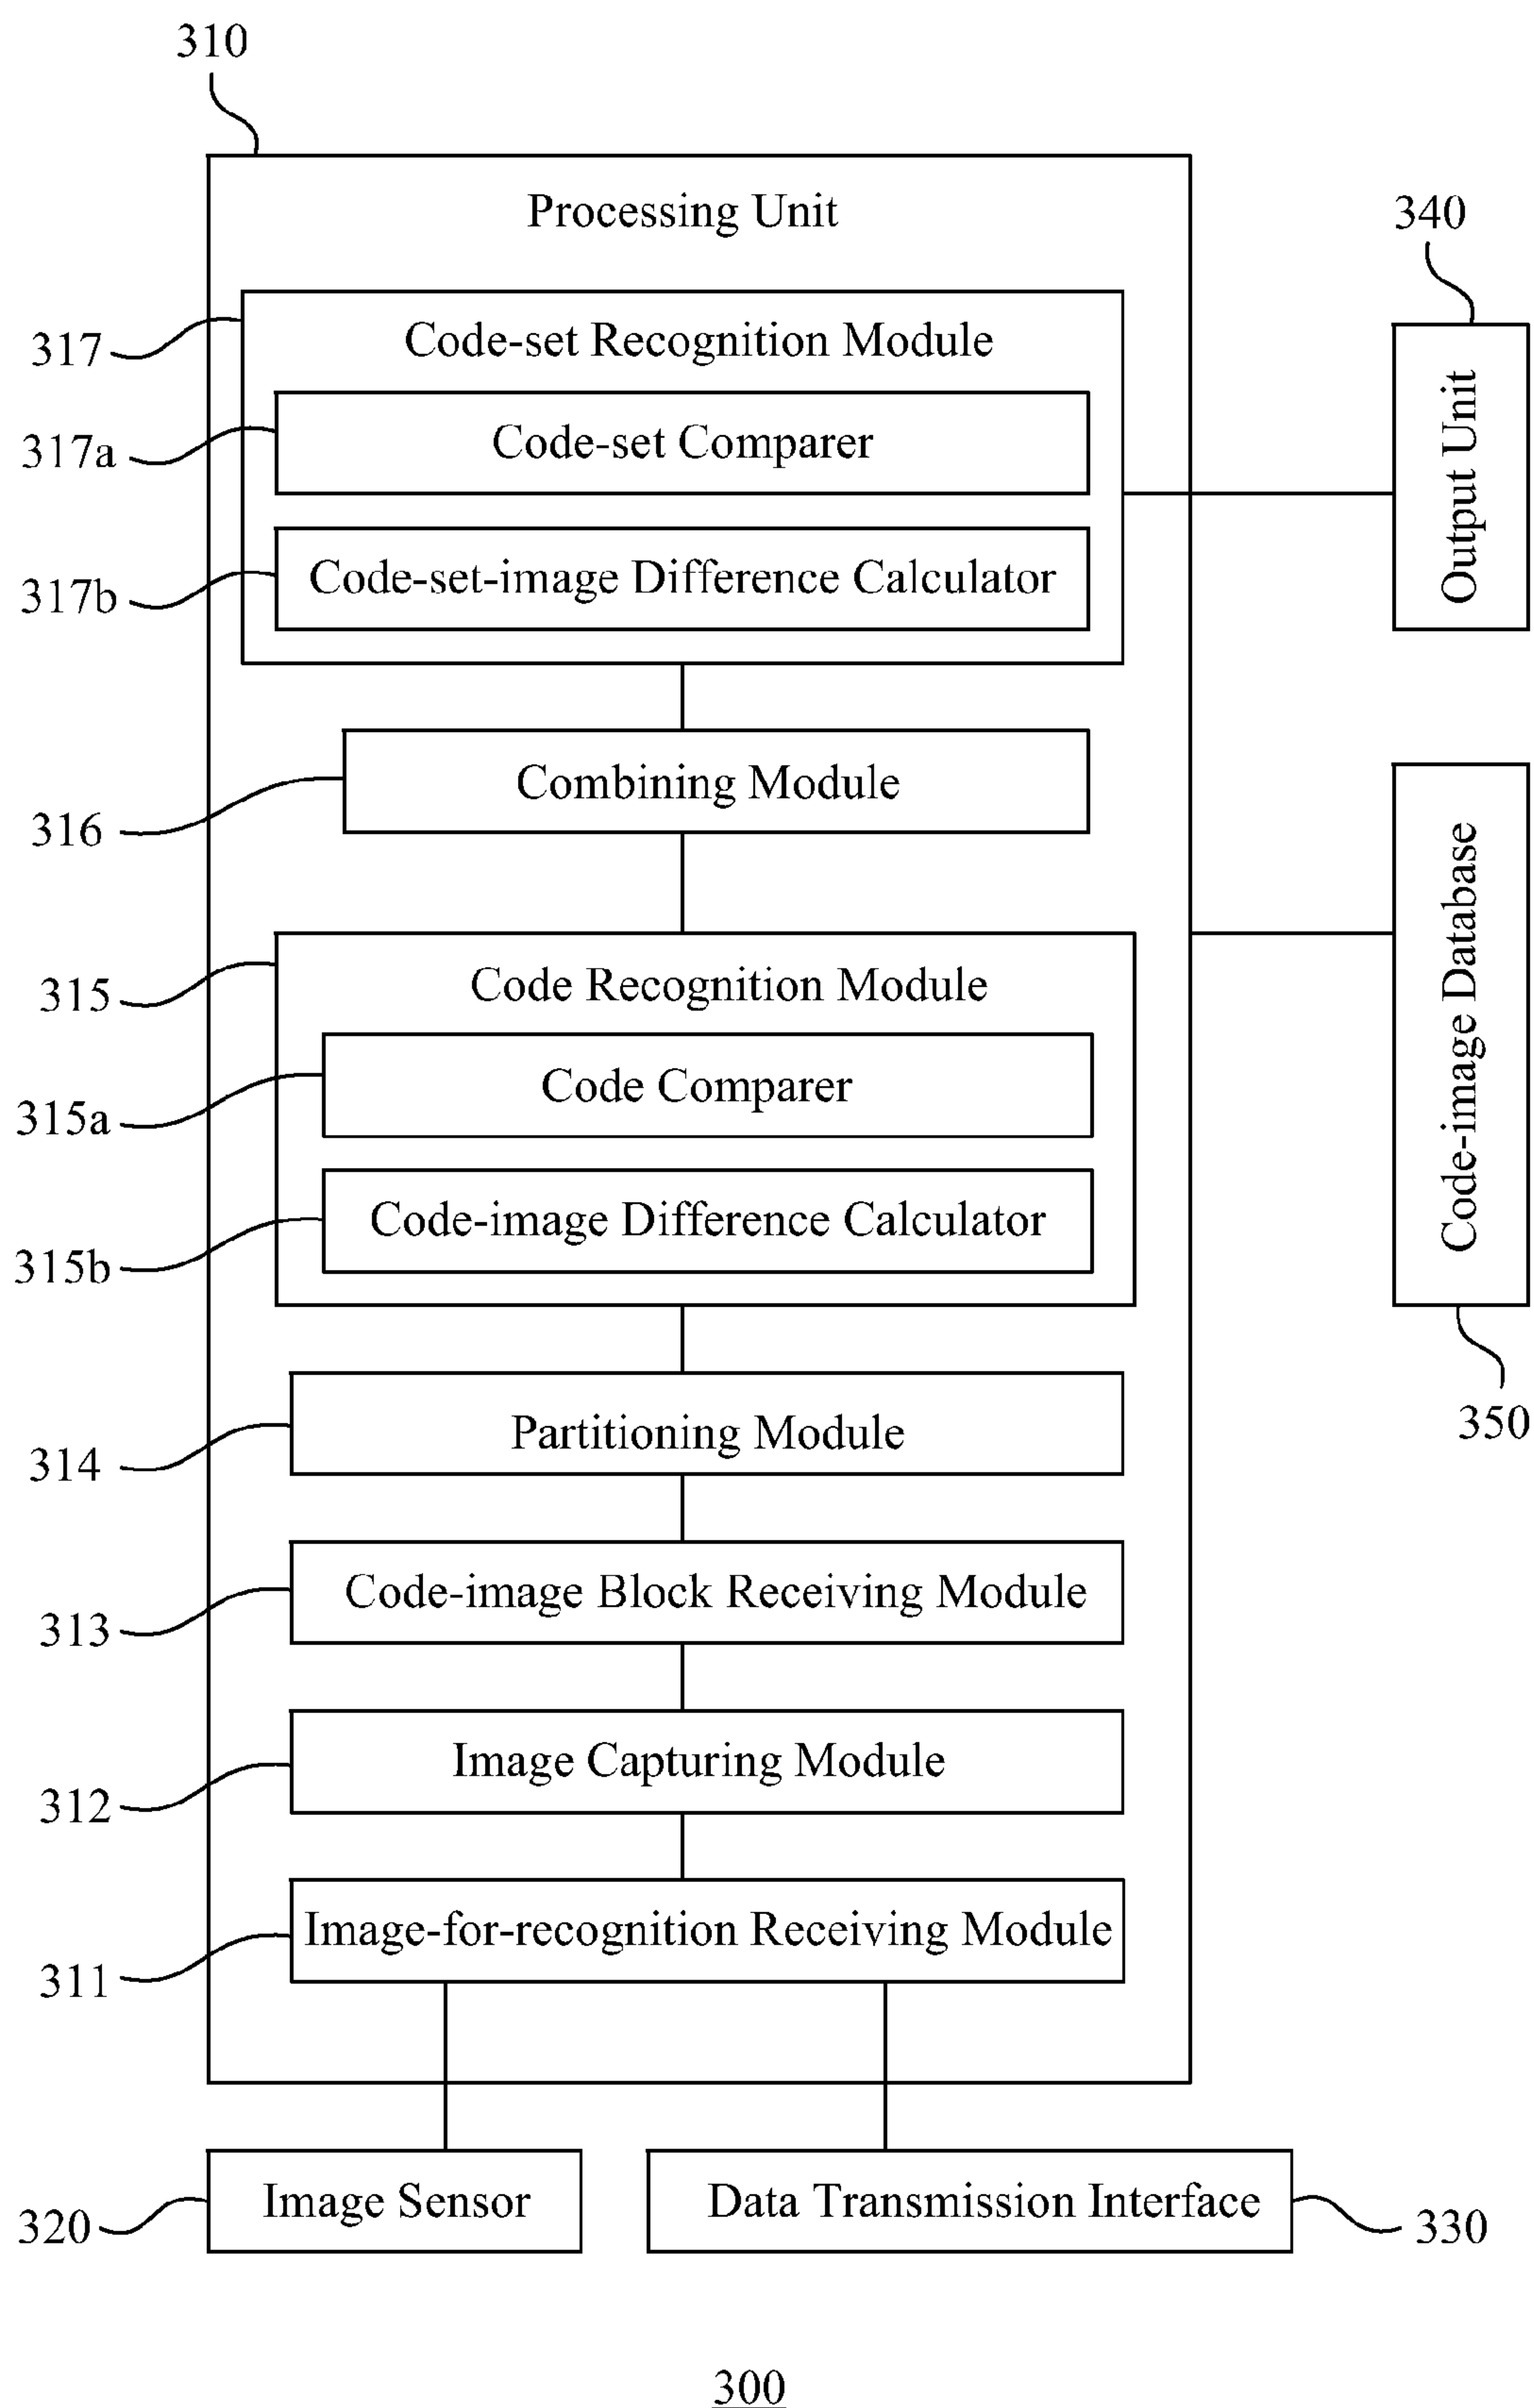 310
Processing Unit
340
317
Code-set Recognition Module
317a
Code-set Comparer
Output Unit
317b
Code-set-image Difference Calculator
316
Combining Module
315
Code Recognition Module
Code-image Database
315a
Code Comparer
315b
Code-image Difference Calculator
350
314
Partitioning Module
313
Code-image Block Receiving Module
312
Image Capturing Module
311
Image-for-recognition Receiving Module
320
Image Sensor
Data Transmission Interface
330
300